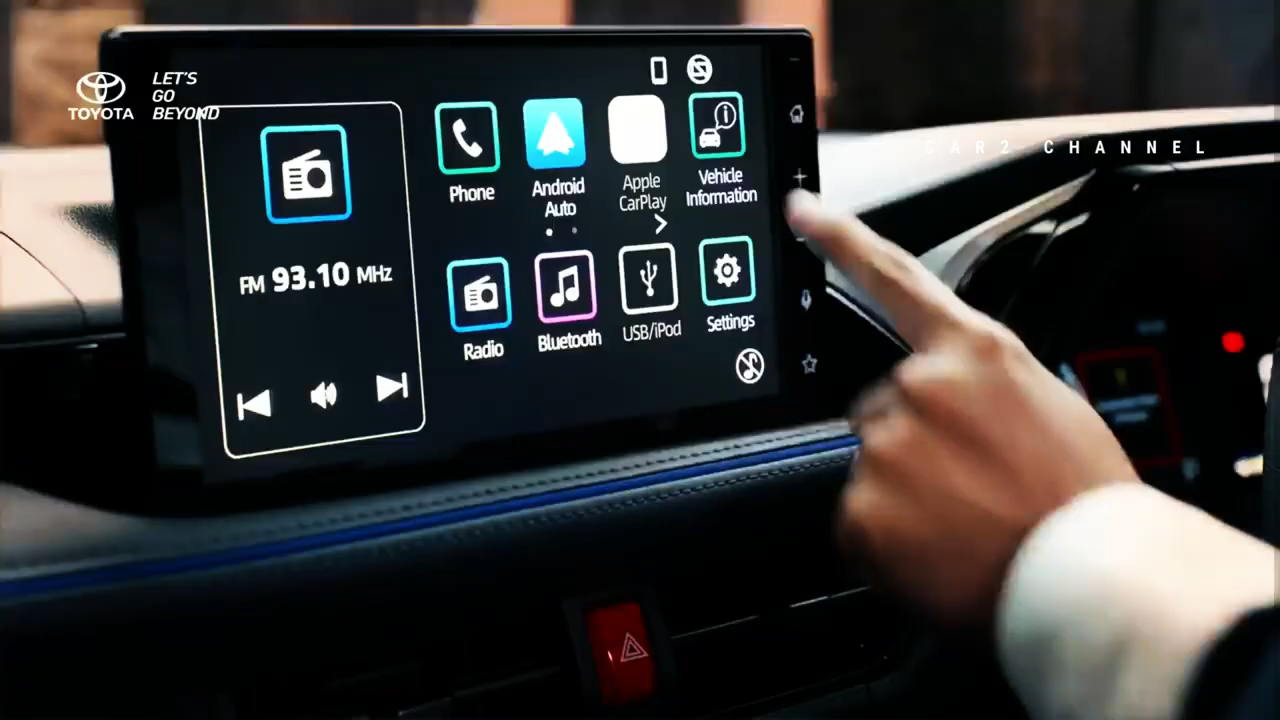 TOYOTA
LET'S
GO
BEYOND
CAR2 CHANNEL
FM 93.10 MHz
Phone
Android
Auto
Apple
CarPlay
Vehicle
Information
Radio
Bluetooth
USB/iPod
Settings